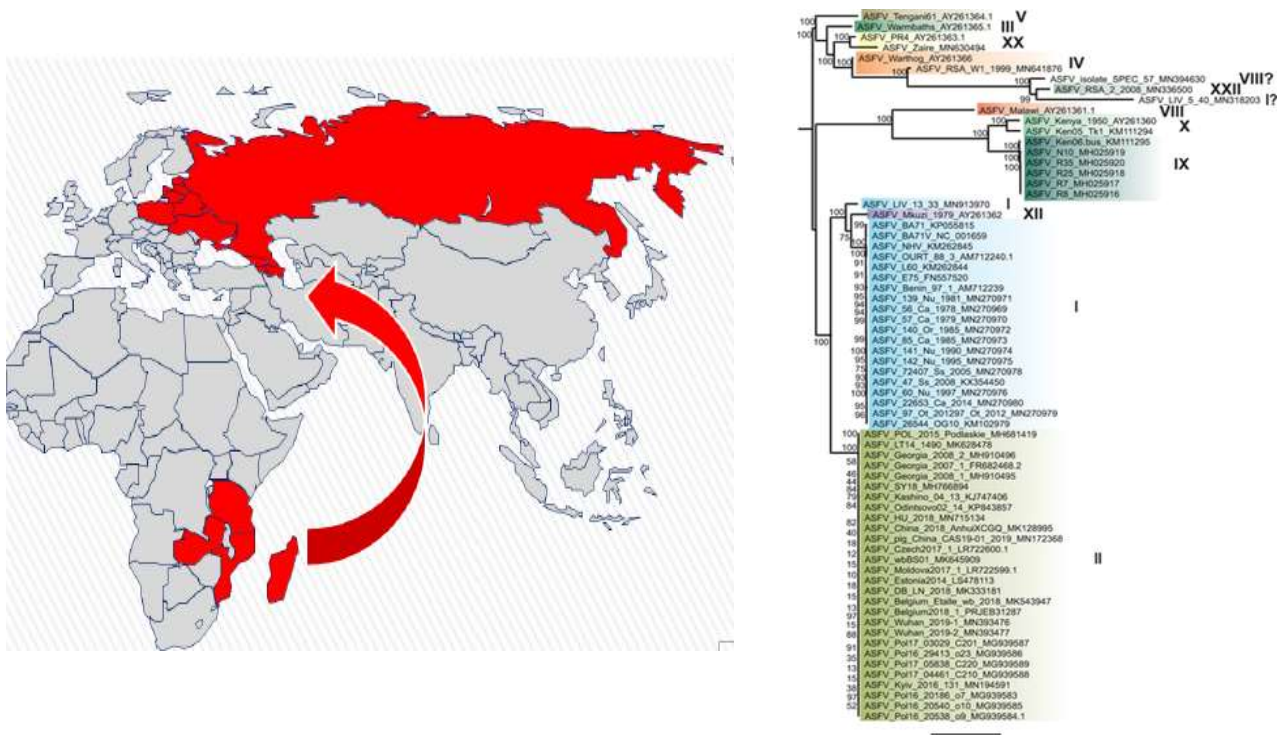 ASFV_Tengani61_AY261364.1 V
ASFV_Warmbaths_AY261365.1 III
ASFV_PR4_AY261363.1
XX
ASFV_Zaire_MN630494
ASFV_Warthog_AY261366
IV
ASFV_RSA_W1_1999_MN641876
ASFV_isolate_SPEC_57_MN394630 VIII?
ASFV_RSA_2_2008_MN336500 XXII
ASFV_LIV_5_40_MN318203 I?
ASFV_Malawi_AY261361.1 VIII
ASFV_Kenya_1950_AY261360
X
ASFV_Ken05_Tk1_KM111294
ASFV_Ken06.bus_KM111295
ASFV_N10_MH025919
ASFV_R35_MH025920
IX
ASFV_R25_MH025918
ASFV_R7_MH025917
ASFV_R8_MH025916
ASFV_LIV_13_33_MN913970 I
ASFV_Mkuzi_1979_AY261362 XII
ASFV_BA71_KP055815
ASFV_BA71V_NC_001659
ASFV_NHV_KM262845
ASFV_OURT_88_3_AM712240.1
ASFV_L60_KM262844
ASFV_E75_FN557520
ASFV_Benin_97_1_AM712239
ASFV_139_Nu_1981_MN270971
ASFV_56_Ca_1978_MN270969
I
ASFV_57_Ca_1979_MN270970
ASFV_140_Or_1985_MN270972
ASFV_85_Ca_1985_MN270973
ASFV_141_Nu_1990_MN270974
ASFV_142_Nu_1995_MN270975
ASFV_72407_Ss_2005_MN270978
ASFV_47_Ss_2008_KX354450
ASFV_60_Nu_1997_MN270976
ASFV_22653_Ca_2014_MN270980
ASFV_97_Ot_201297_Ot_2012_MN270979
ASFV_26544_OG10_KM102979
ASFV_POL_2015_Podlaskie_MH681419
ASFV_LT14_1490_MK628478
ASFV_Georgia_2008_2_MH910496
ASFV_Georgia_2007_1_FR682468.2
ASFV_Georgia_2008_1_MH910495
ASFV_SY18_MH766894
ASFV_Kashino_04_13_KJ747406
ASFV_Odintsovo02_14_KP843857
ASFV_HU_2018_MN715134
ASFV_China_2018_AnhuiXCGQ_MK128995
ASFV_pig_China_CAS19-01_2019_MN172368
ASFV_Czech2017_1_LR722600.1
II
ASFV_wbBS01_MK645909
ASFV_Moldova2017_1_LR722599.1
ASFV_Estonia2014_LS478113
ASFV_DB_LN_2018_MK333181
ASFV_Belgium_Etalle_wb_2018_MK543947
ASFV_Belgium2018_1_PRJEB31287
ASFV_Wuhan_2019-1_MN393476
ASFV_Wuhan_2019-2_MN393477
ASFV_Pol17_03029_C201_MG939587
ASFV_Pol16_29413_o23_MG939586
ASFV_Pol17_05838_C220_MG939589
ASFV_Pol17_04461_C210_MG939588
ASFV_Kyiv_2016_131_MN194591
ASFV_Pol16_20186_o7_MG939583
ASFV_Pol16_20540_o10_MG939585
ASFV_Pol16_20538_o9_MG939584.1